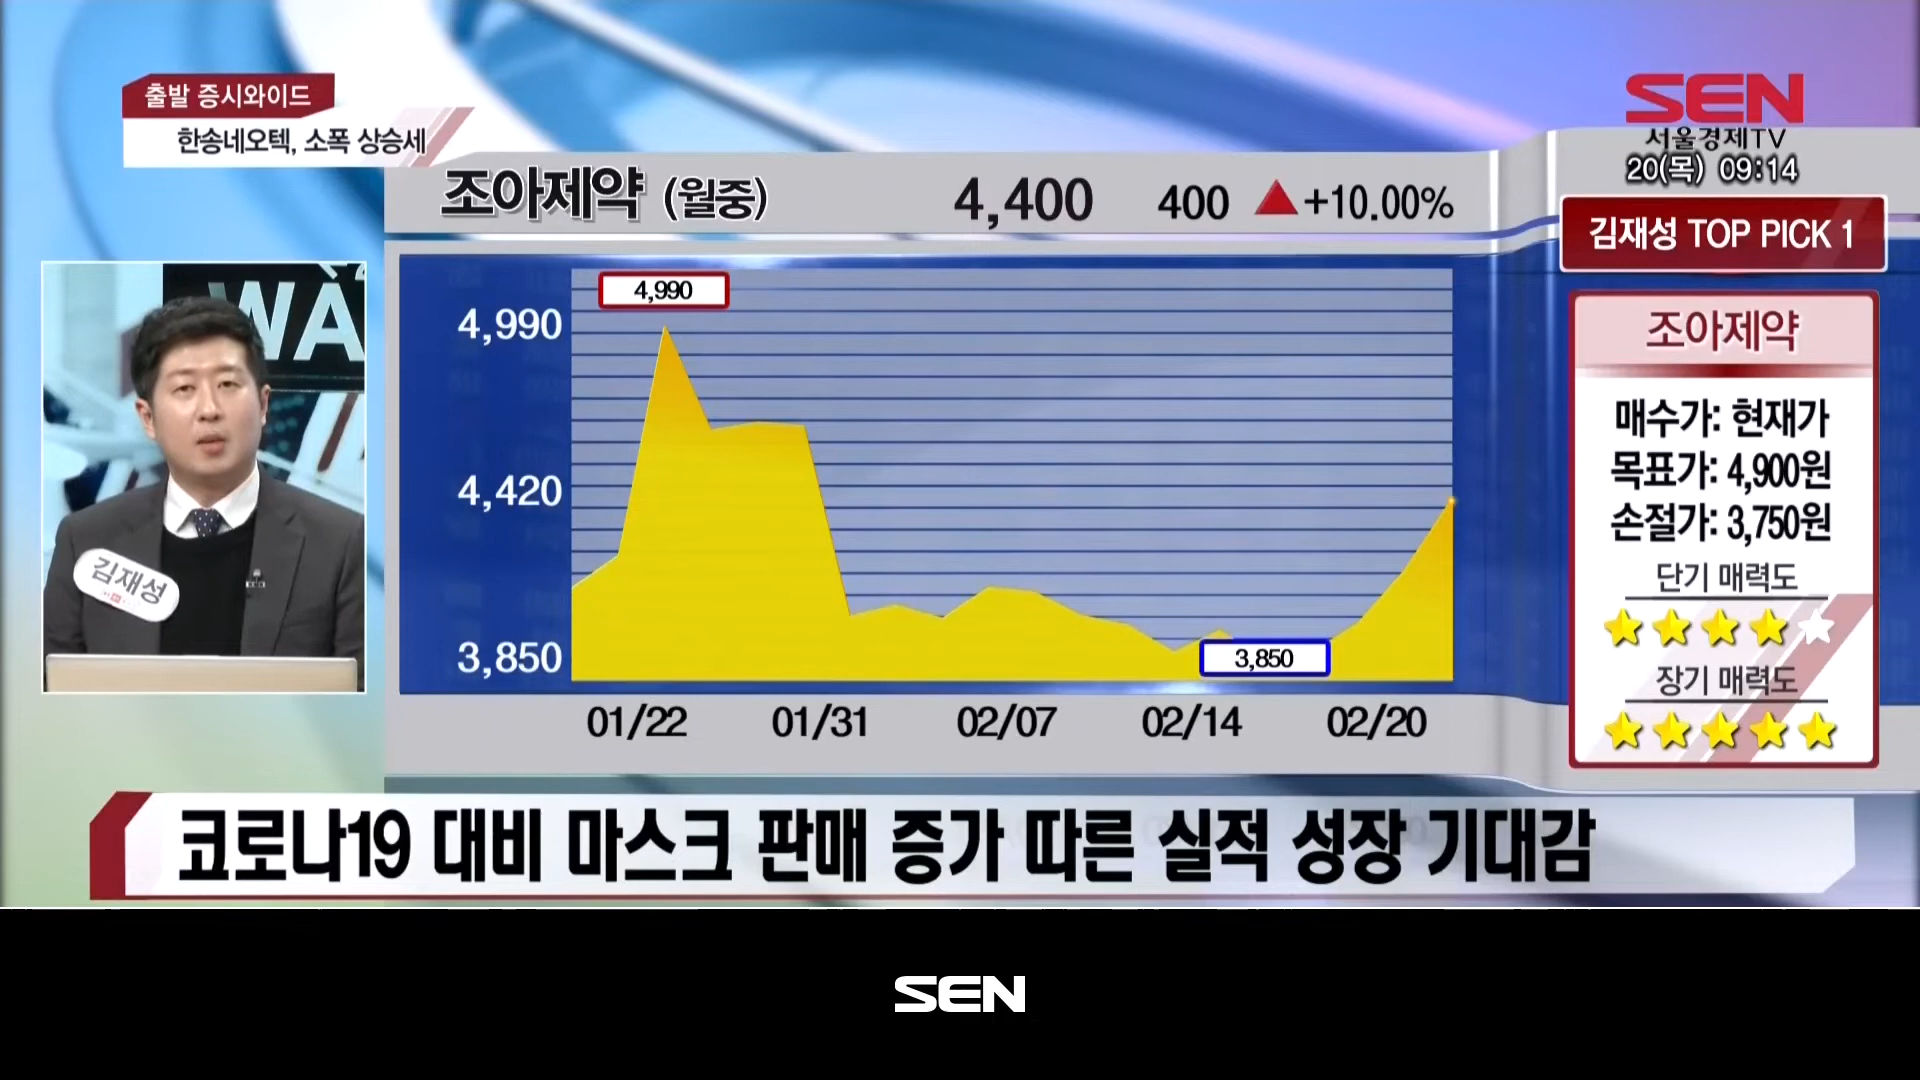 출발 증시와이드
한송네오텍, 소폭 상승세
SEN
서울경제TV
20(목) 09:14
조아제약 (월중) 4,400 400 ▲+10.00%
김재성 TOP PICK 1
WÀ
김재성
4,990
4,990
4,420
3,850
3,850
01/22 01/31 02/07 02/14 02/20
조아제약
매수가: 현재가
목표가: 4,900원
손절가: 3,750원
단기 매력도
장기 매력도
코로나19 대비 마스크 판매 증가 따른 실적 성장 기대감
SEN